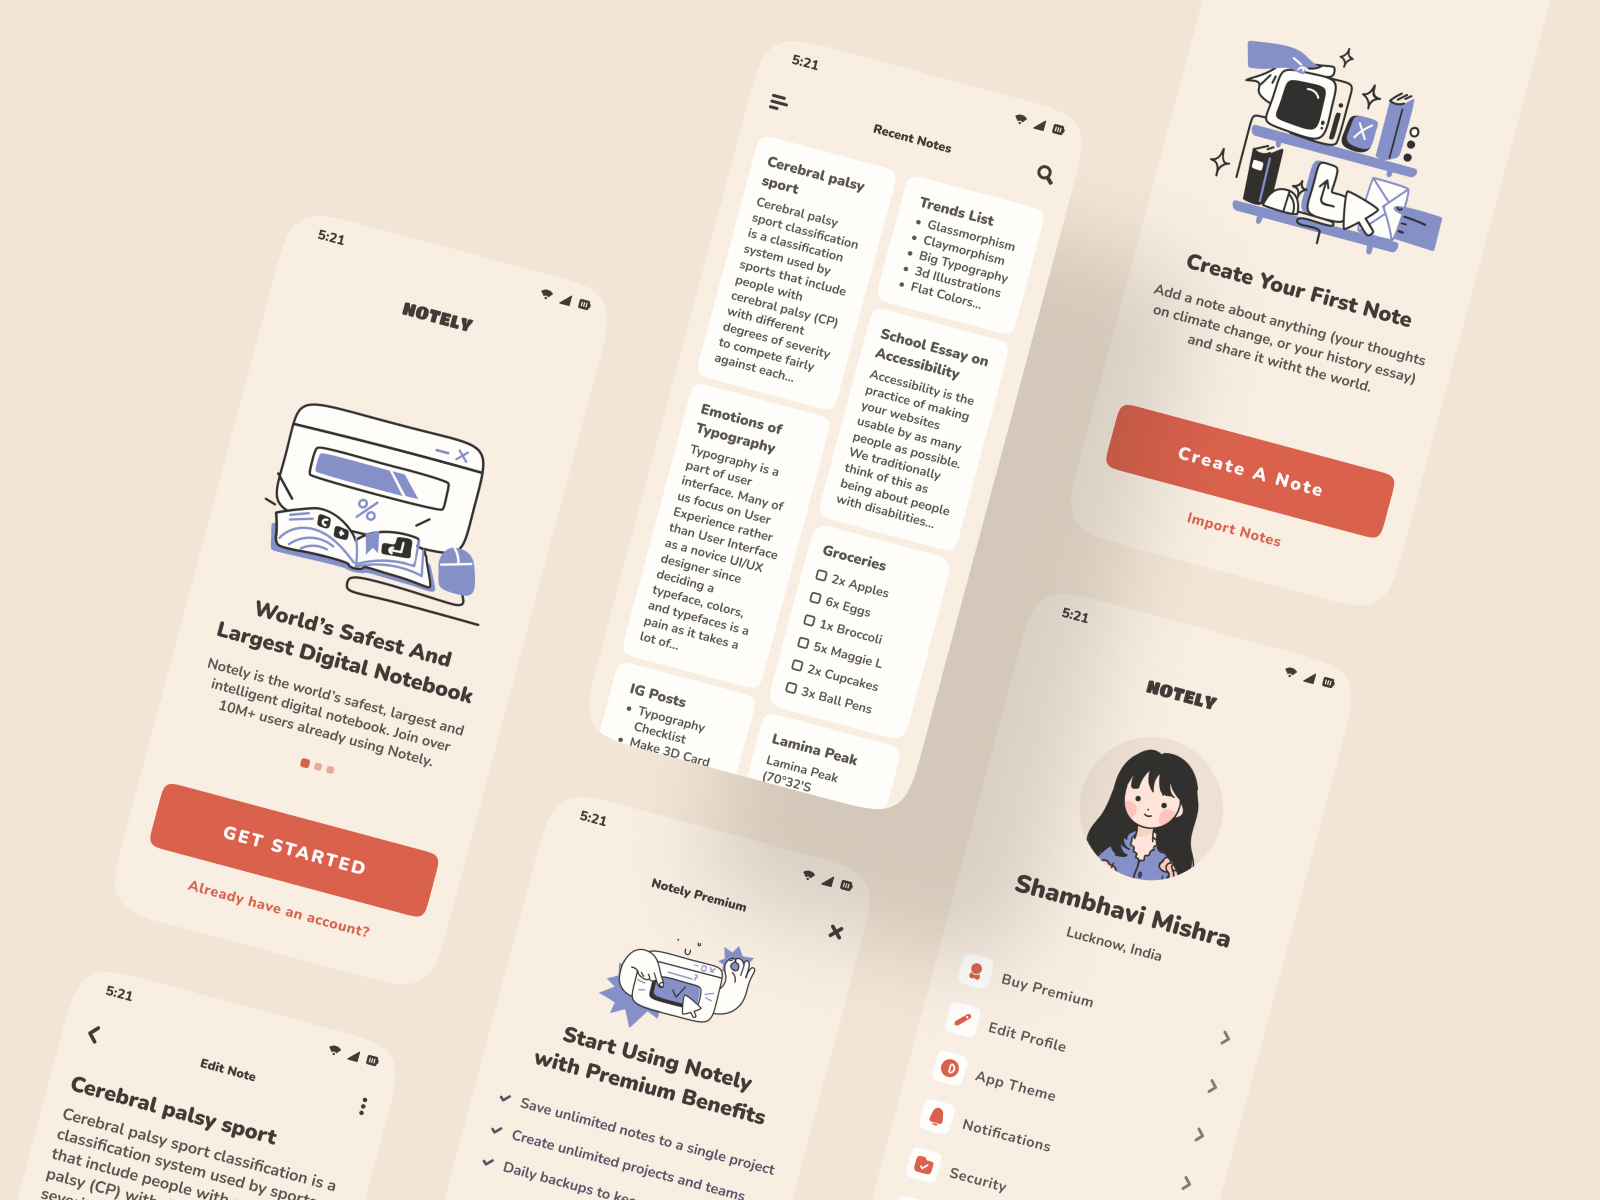 5:21
NOTELY
%
World's Safest And
Largest Digital Notebook
Notely is the world's safest, largest and
intelligent digital notebook. Join over
10M+ users already using Notely.
GET STARTED
Already have an account?
5:21
Edit Note
Cerebral palsy sport
Cerebral palsy sport classification is a
classification system used by sports
that include people with
palsy (CP) with
5:21
Recent Notes
Cerebral palsy
sport
Cerebral palsy
sport classification
is a classification
system used by
sports that include
people with
cerebral palsy (CP)
with different
degrees of severity
to compete fairly
against each...
Emotions of
Typography
Typography is a
part of user
interface. Many of
us focus on User
Experience rather
than User Interface
as a novice UI/UX
designer since
deciding a
typeface, colors,
and typefaces is a
pain as it takes a
lot of...
IG Posts
• Typography
Checklist
• Make 3D Card
Trends List
• Glassmorphism
• Claymorphism
• Big Typography
• 3d Illustrations
• Flat Colors...
School Essay on
Accessibility
Accessibility is the
practice of making
your websites
usable by as many
people as possible.
We traditionally
think of this as
being about people
with disabilities...
Groceries
2x Apples
6x Eggs
1x Broccoli
5x Maggie L
2x Cupcakes
3x Ball Pens
Lamina Peak
Lamina Peak
(70°32'S
5:21
Notely Premium
?
Start Using Notely
with Premium Benefits
Save unlimited notes to a single project
Create unlimited projects and teams
Daily backups to
Create Your First Note
Add a note about anything (your thoughts
on climate change, or your history essay)
and share it witht the world.
Create A Note
Import Notes
5:21
NOTELY
Shambhavi Mishra
Lucknow, India
Buy Premium
Edit Profile
App Theme
Notifications
Security